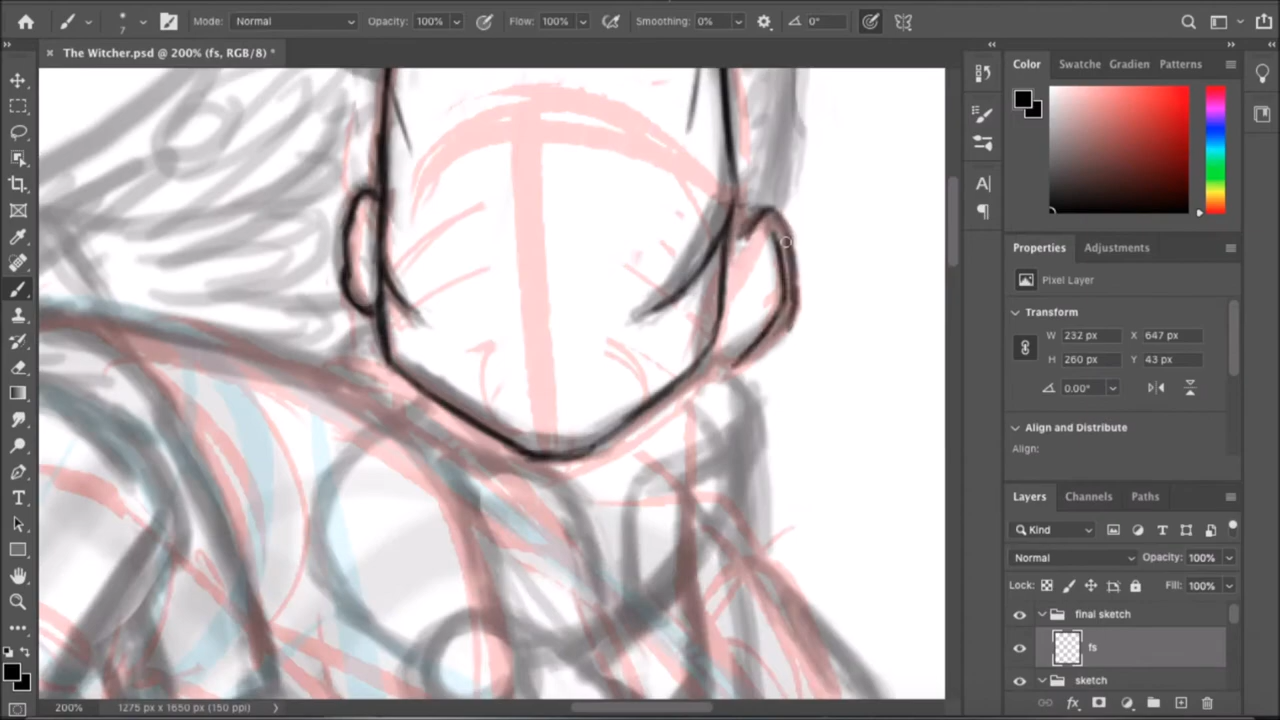 7 Mode: Normal Opacity: 100% Flow: 100% Smoothing: 0% 0°
× The Witcher.psd @ 200% (fs, RGB/8) *
Color Swatche Gradien Patterns
Properties Adjustments
Pixel Layer
Transform
W 232 px X 647 px
H 260 px Y 43 px
0.00°
Align and Distribute
Align:
Layers Channels Paths
Kind
Normal Opacity: 100%
Lock: Fill: 100%
final sketch
fs
sketch
200% 1275 px x 1650 px (150 ppi)